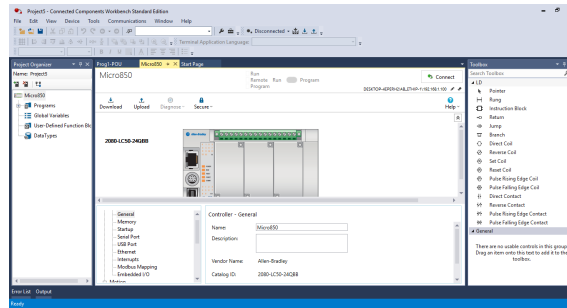 Project5 - Connected Components Workbench Standard Edition
File Edit View Device Tools Communications Window Help
Disconnected
Terminal Application Language:
Project Organizer
Name: Project5
Micro850
Programs
Global Variables
User-Defined Function Blc
DataTypes
Prog1-POU Micro850 Start Page
Micro850
Run
Remote Run Program
Program
Connect
Download Upload Diagnose Secure
Help
2080-LC50-24QBB
General
Memory
Startup
Serial Port
USB Port
Ethernet
Interrupts
Modbus Mapping
Embedded I/O
Motion
Controller - General
Name: Micro850
Description:
Vendor Name: Allen-Bradley
Catalog ID: 2080-LC50-24QBB
Toolbox
Search Toolbox
LD
Pointer
Rung
Instruction Block
Return
Jump
Branch
Direct Coil
Reverse Coil
Set Coil
Reset Coil
Pulse Rising Edge Coil
Pulse Falling Edge Coil
Direct Contact
Reverse Contact
Pulse Rising Edge Contact
Pulse Falling Edge Contact
General
There are no usable controls in this group.
Drag an item onto this text to add it to the
toolbox.
Error List Output
Ready